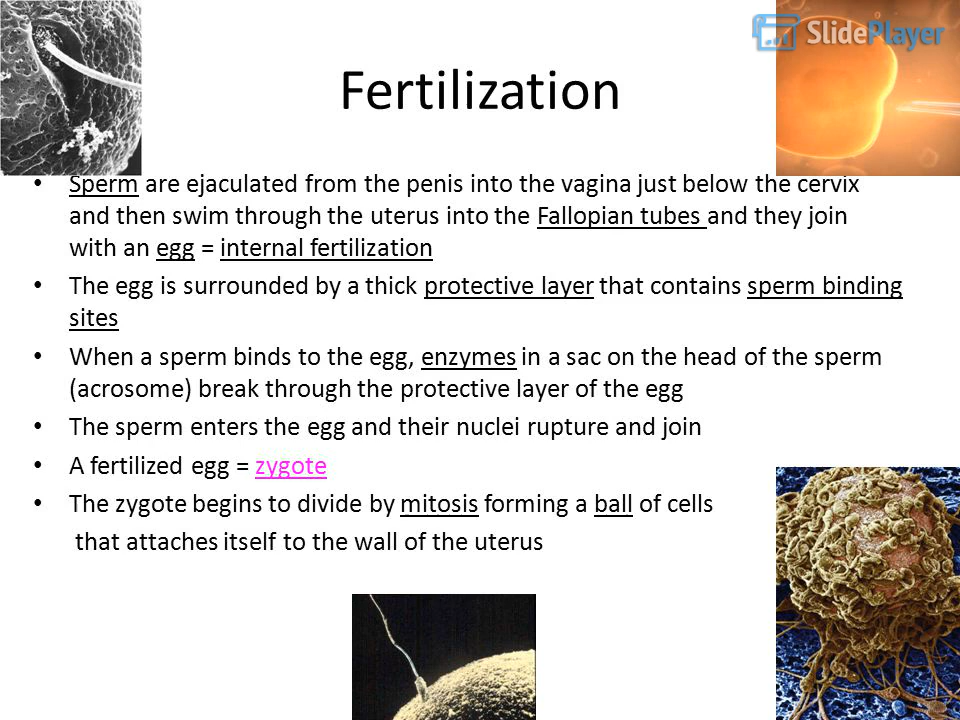 SlidePlayer
Fertilization
• Sperm are ejaculated from the penis into the vagina just below the cervix
and then swim through the uterus into the Fallopian tubes and they join
with an egg = internal fertilization
• The egg is surrounded by a thick protective layer that contains sperm binding
sites
• When a sperm binds to the egg, enzymes in a sac on the head of the sperm
(acrosome) break through the protective layer of the egg
• The sperm enters the egg and their nuclei rupture and join
• A fertilized egg = zygote
• The zygote begins to divide by mitosis forming a ball of cells
that attaches itself to the wall of the uterus